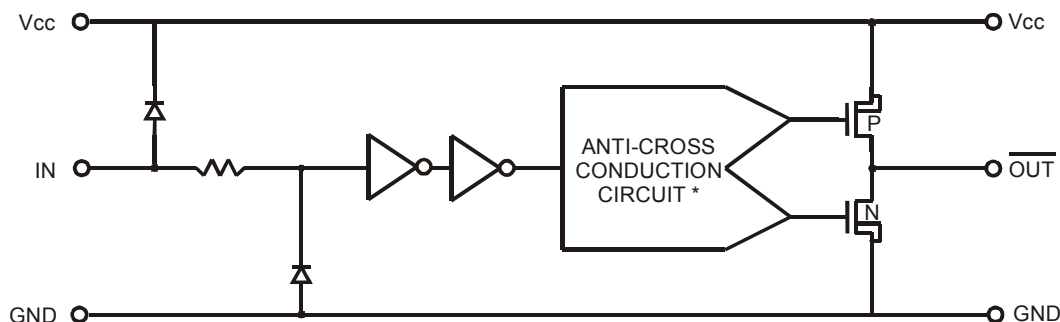 Vcc
Vcc
P
ANTI-CROSS
CONDUCTION
CIRCUIT *
IN
OUT
N
GND
GND